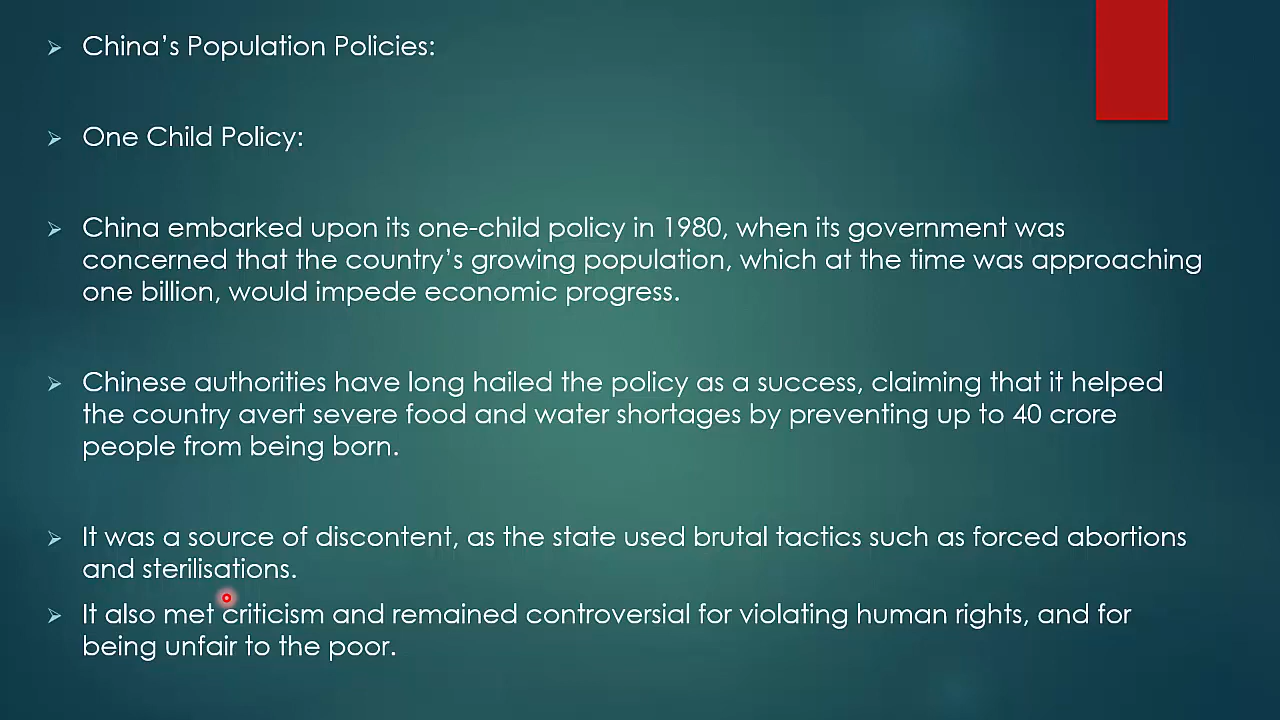 China’s Population Policies:
One Child Policy:
China embarked upon its one-child policy in 1980, when its government was
concerned that the country’s growing population, which at the time was approaching
one billion, would impede economic progress.
Chinese authorities have long hailed the policy as a success, claiming that it helped
the country avert severe food and water shortages by preventing up to 40 crore
people from being born.
It was a source of discontent, as the state used brutal tactics such as forced abortions
and sterilisations.
It also met criticism and remained controversial for violating human rights, and for
being unfair to the poor.